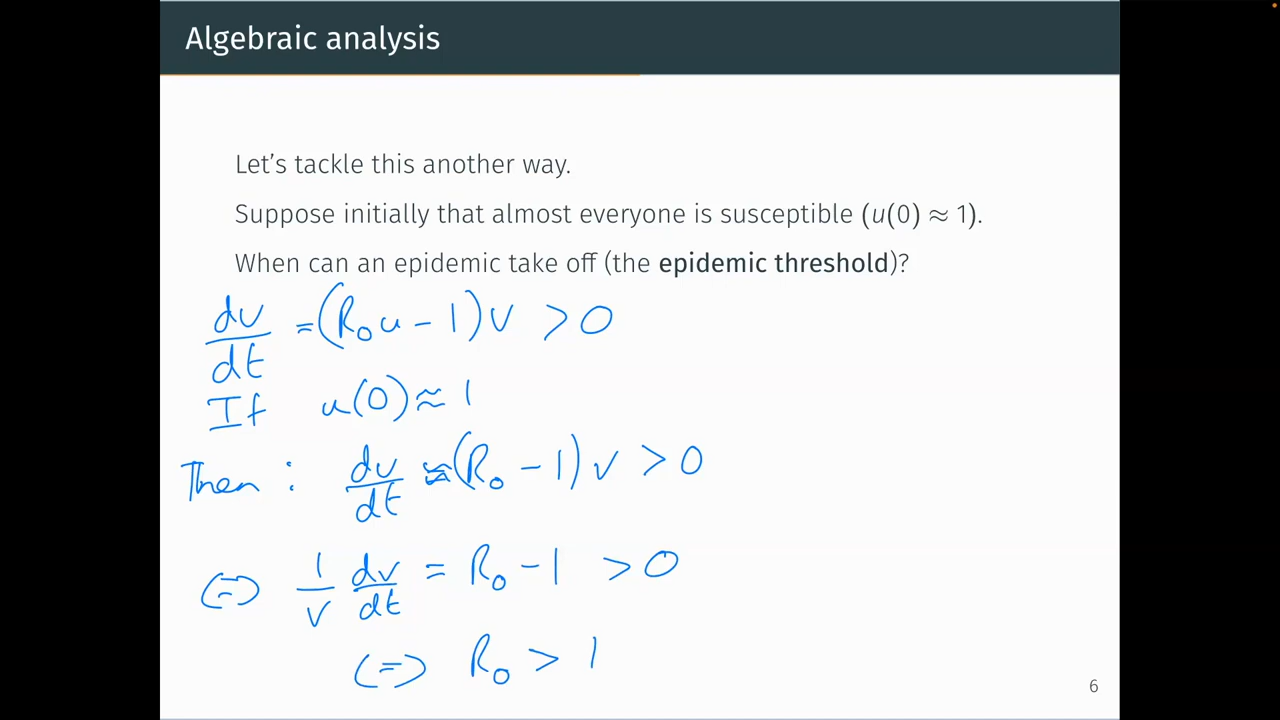 Algebraic analysis
Let's tackle this another way.
Suppose initially that almost everyone is susceptible (u(0) ≈ 1).
When can an epidemic take off (the epidemic threshold)?
dv/dt = (R₀u − 1)v > 0
If u(0) ≈ 1
Then : dv/dt ≈ (R₀ − 1)v > 0
(=) 1/v dv/dt = R₀ − 1 > 0
(=) R₀ > 1
6